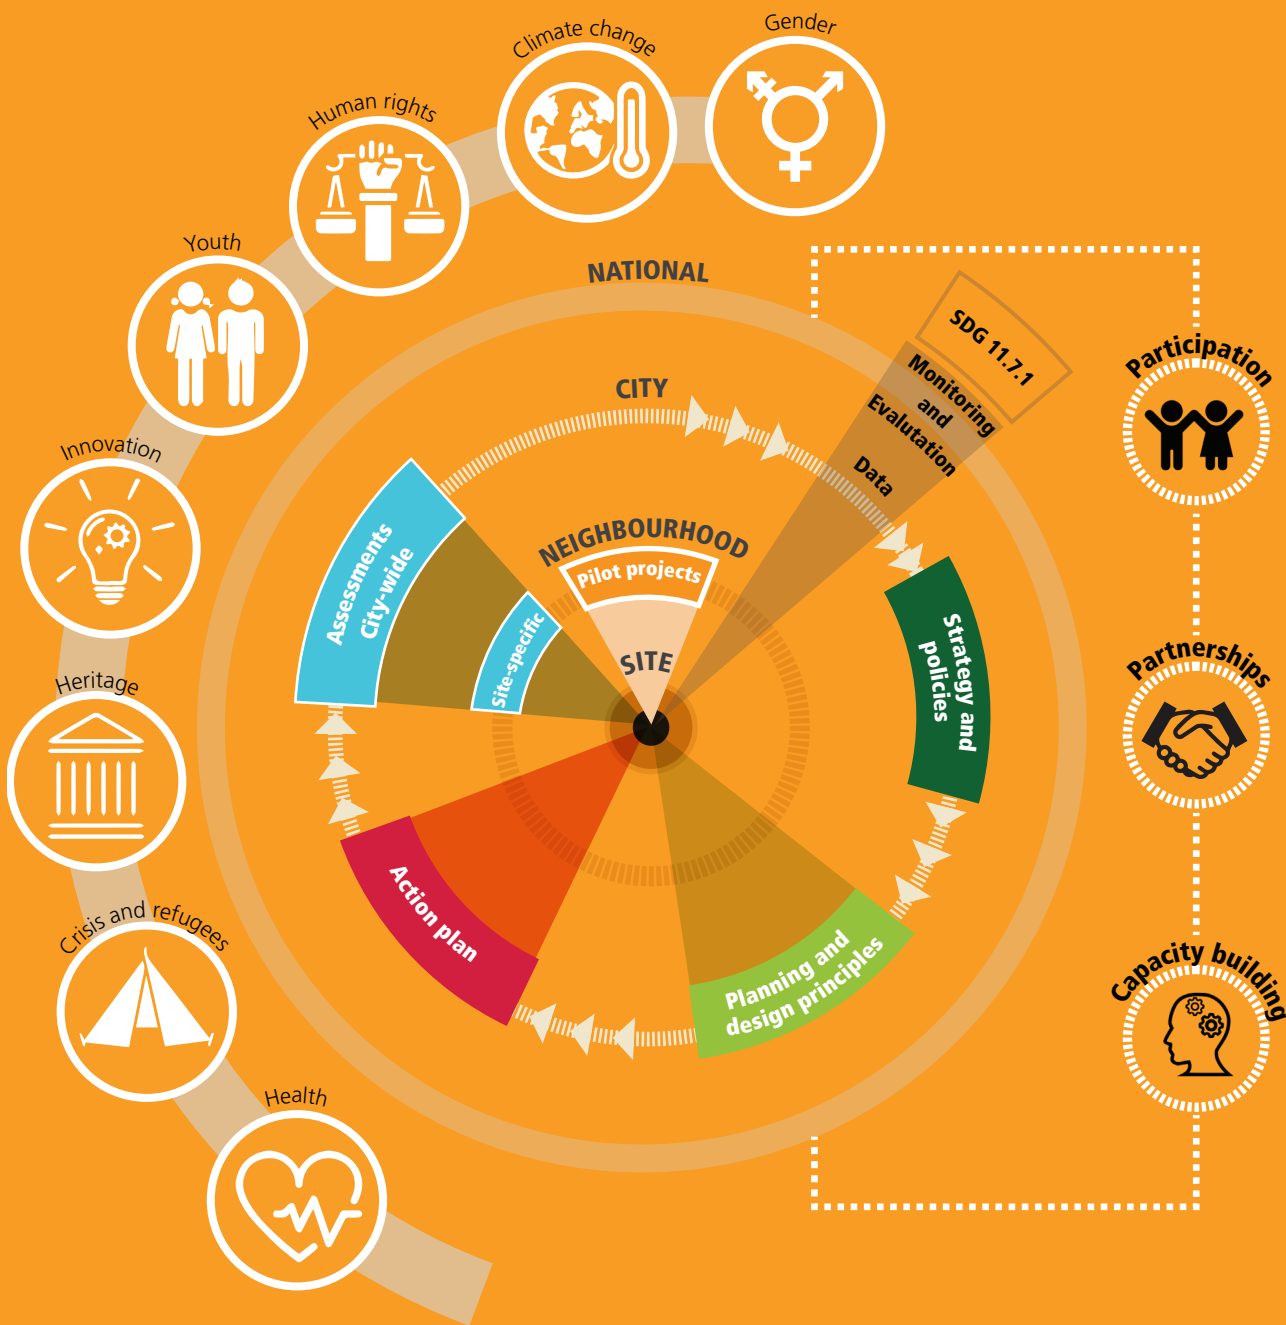 Gender
Climate change
Human rights
Youth
Innovation
Heritage
Crisis and refugees
Health
NATIONAL
CITY
NEIGHBOURHOOD
Pilot projects
SITE
SDG 11.7.1
Monitoring
and
Evalutation
Data
Assessments
City-wide
Site-specific
Strategy and
policies
Planning and
design principles
Action plan
Participation
Partnerships
Capacity building